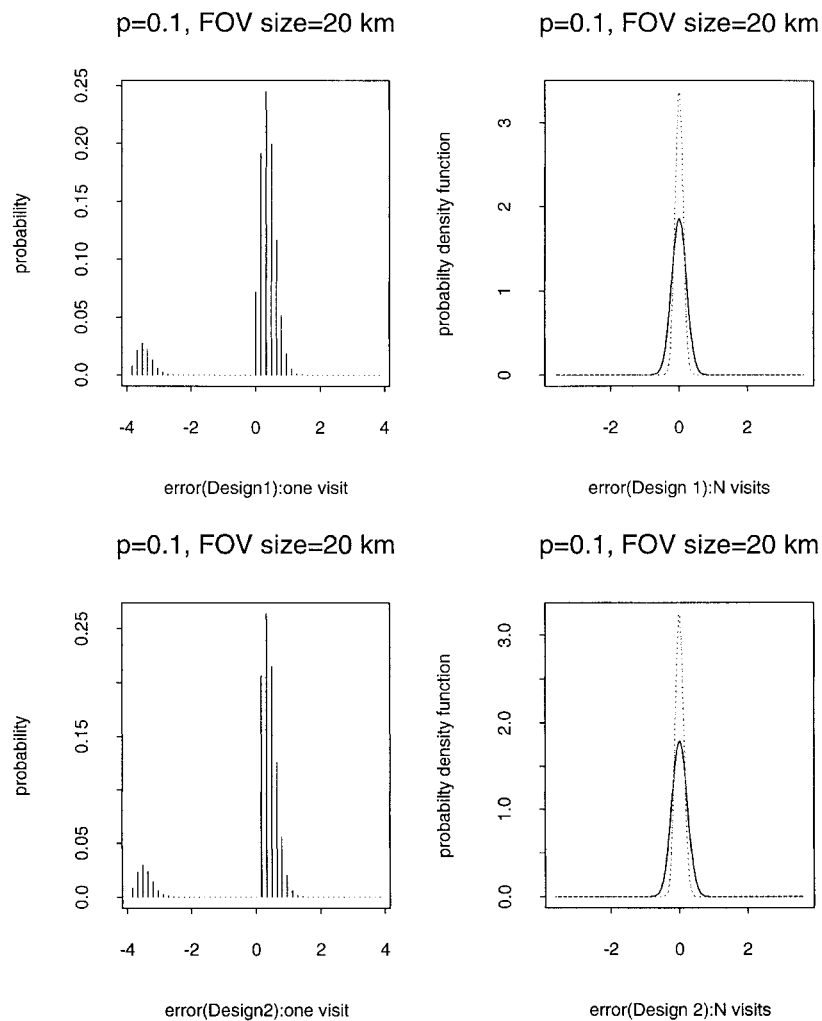 p=0.1, FOV size=20 km
probability
0.25
0.20
0.15
0.10
0.05
0.0
-4 -2 0 2 4
error(Design1):one visit
p=0.1, FOV size=20 km
probabilty density function
3
2
1
0
-2 0 2
error(Design 1):N visits
p=0.1, FOV size=20 km
probability
0.25
0.15
0.05
0.0
-4 -2 0 2 4
error(Design2):one visit
p=0.1, FOV size=20 km
probabilty density function
3.0
2.0
1.0
0.0
-2 0 2
error(Design 2):N visits